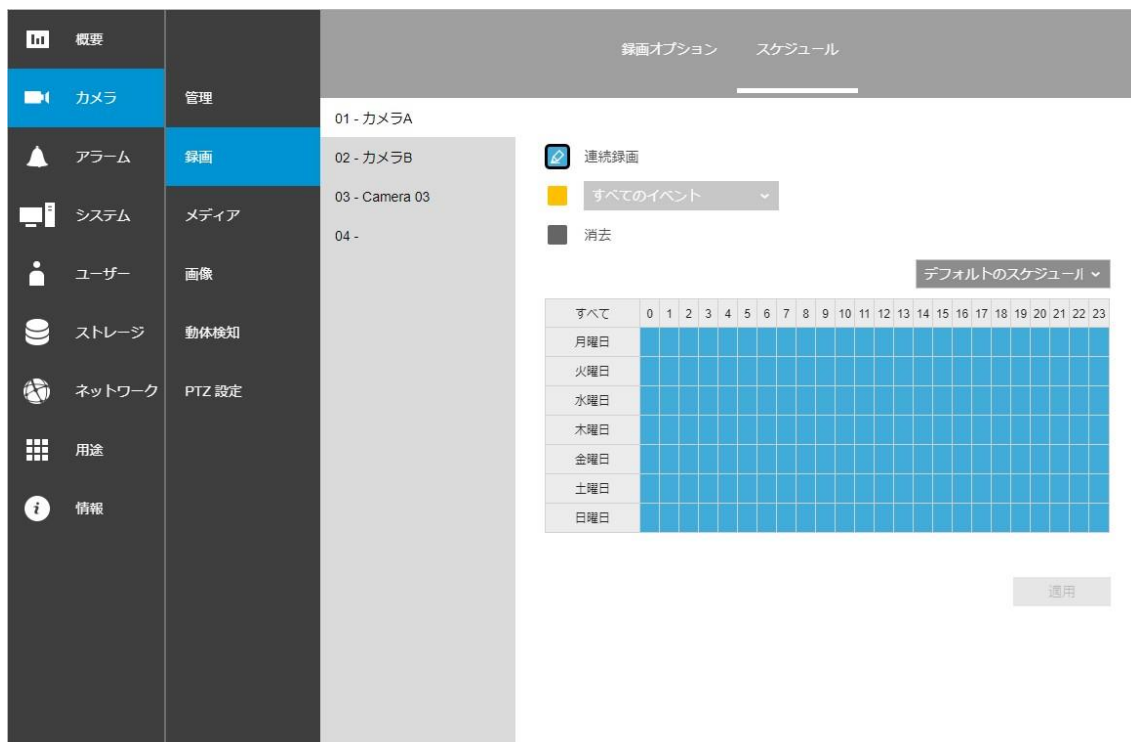 概要
カメラ
アラーム
システム
ユーザー
ストレージ
ネットワーク
用途
情報
管理
録画
メディア
画像
動体検知
PTZ 設定
録画オプション スケジュール
01 - カメラA
02 - カメラB
03 - Camera 03
04 -
連続録画
すべてのイベント
消去
デフォルトのスケジュール
すべて 0 1 2 3 4 5 6 7 8 9 10 11 12 13 14 15 16 17 18 19 20 21 22 23
月曜日
火曜日
水曜日
木曜日
金曜日
土曜日
日曜日
適用